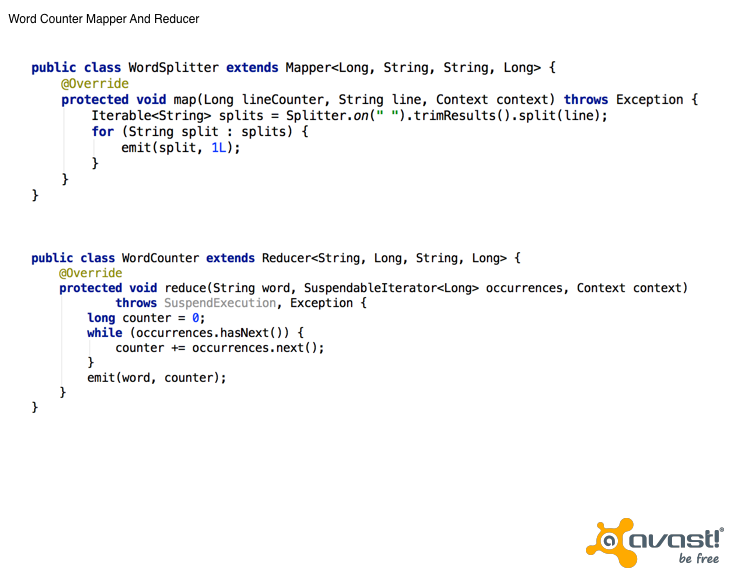 Word Counter Mapper And Reducer
public class WordSplitter extends Mapper<Long, String, String, Long> {
@Override
protected void map(Long lineCounter, String line, Context context) throws Exception {
Iterable<String> splits = Splitter.on(" ").trimResults().split(line);
for (String split : splits) {
emit(split, 1L);
}
}
}
public class WordCounter extends Reducer<String, Long, String, Long> {
@Override
protected void reduce(String word, SuspendableIterator<Long> occurrences, Context context)
throws SuspendExecution, Exception {
long counter = 0;
while (occurrences.hasNext()) {
counter += occurrences.next();
}
emit(word, counter);
}
}
a avast!®
be free